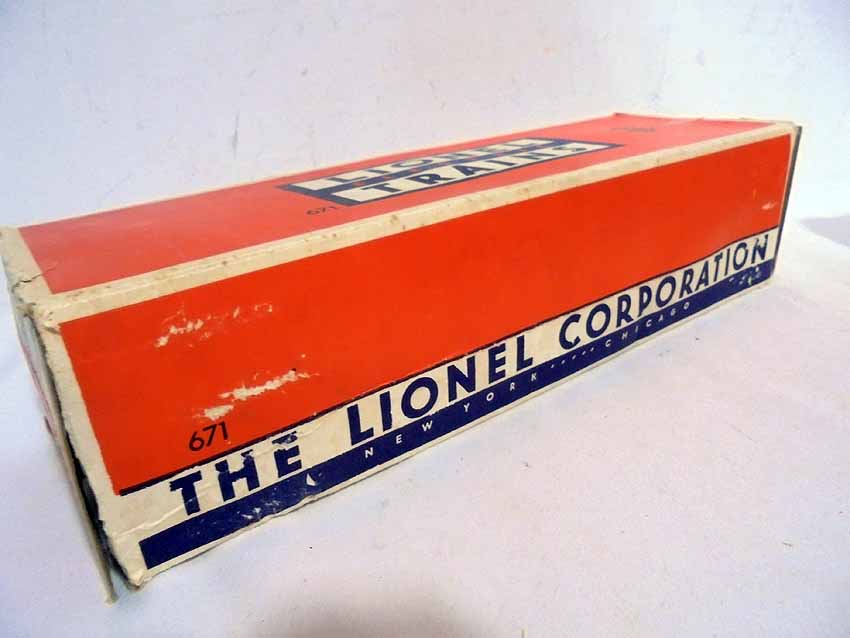 LIONEL
TRAINS
671
671
THE LIONEL CORPORATION
NEW YORK ..... CHICAGO